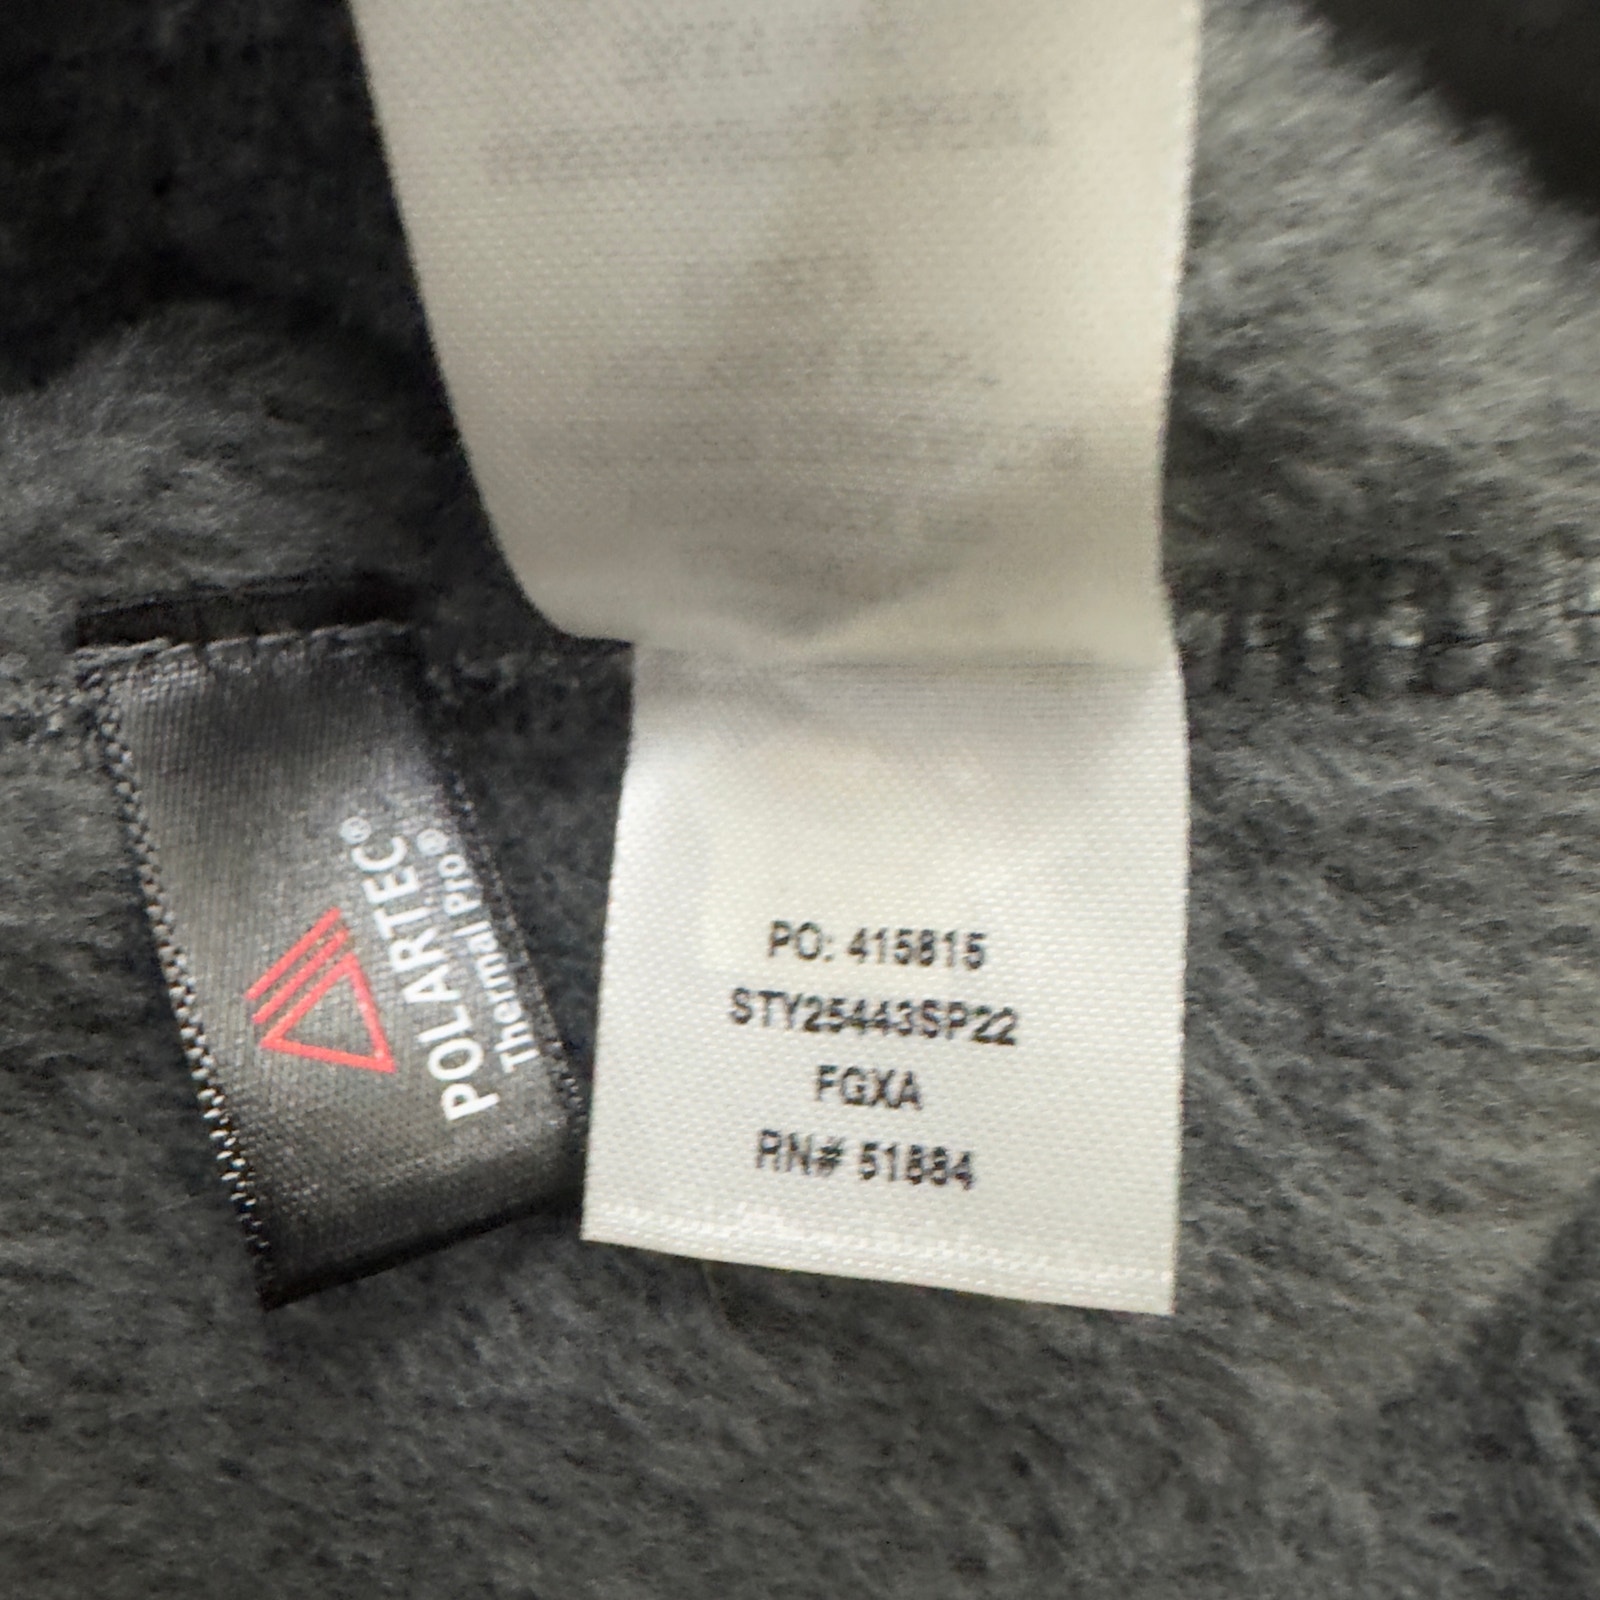 POLARTEC®
Thermal Pro®
PO: 415815
STY25443SP22
FGXA
RN# 51884